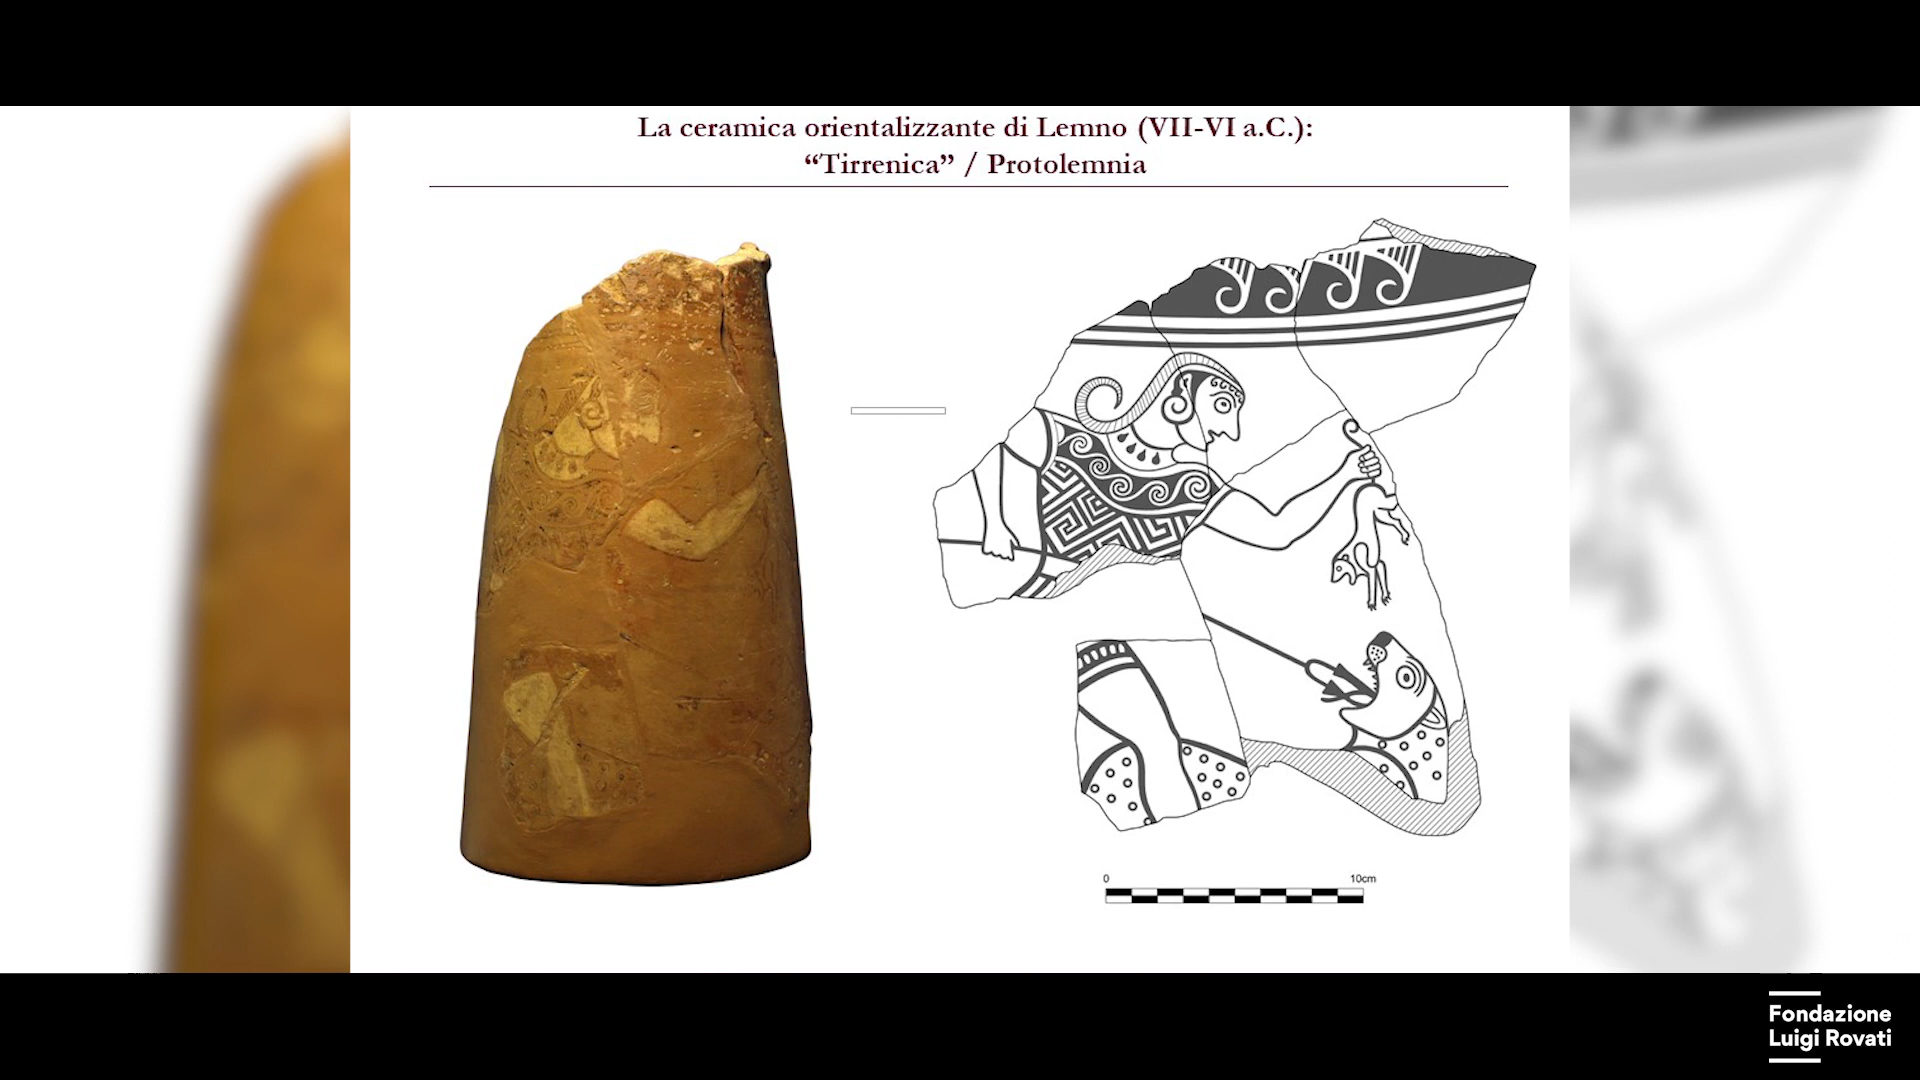 La ceramica orientalizzante di Lemno (VII-VI a.C.):
“Tirrenica” / Protolemnia
0 10cm
Fondazione
Luigi Rovati